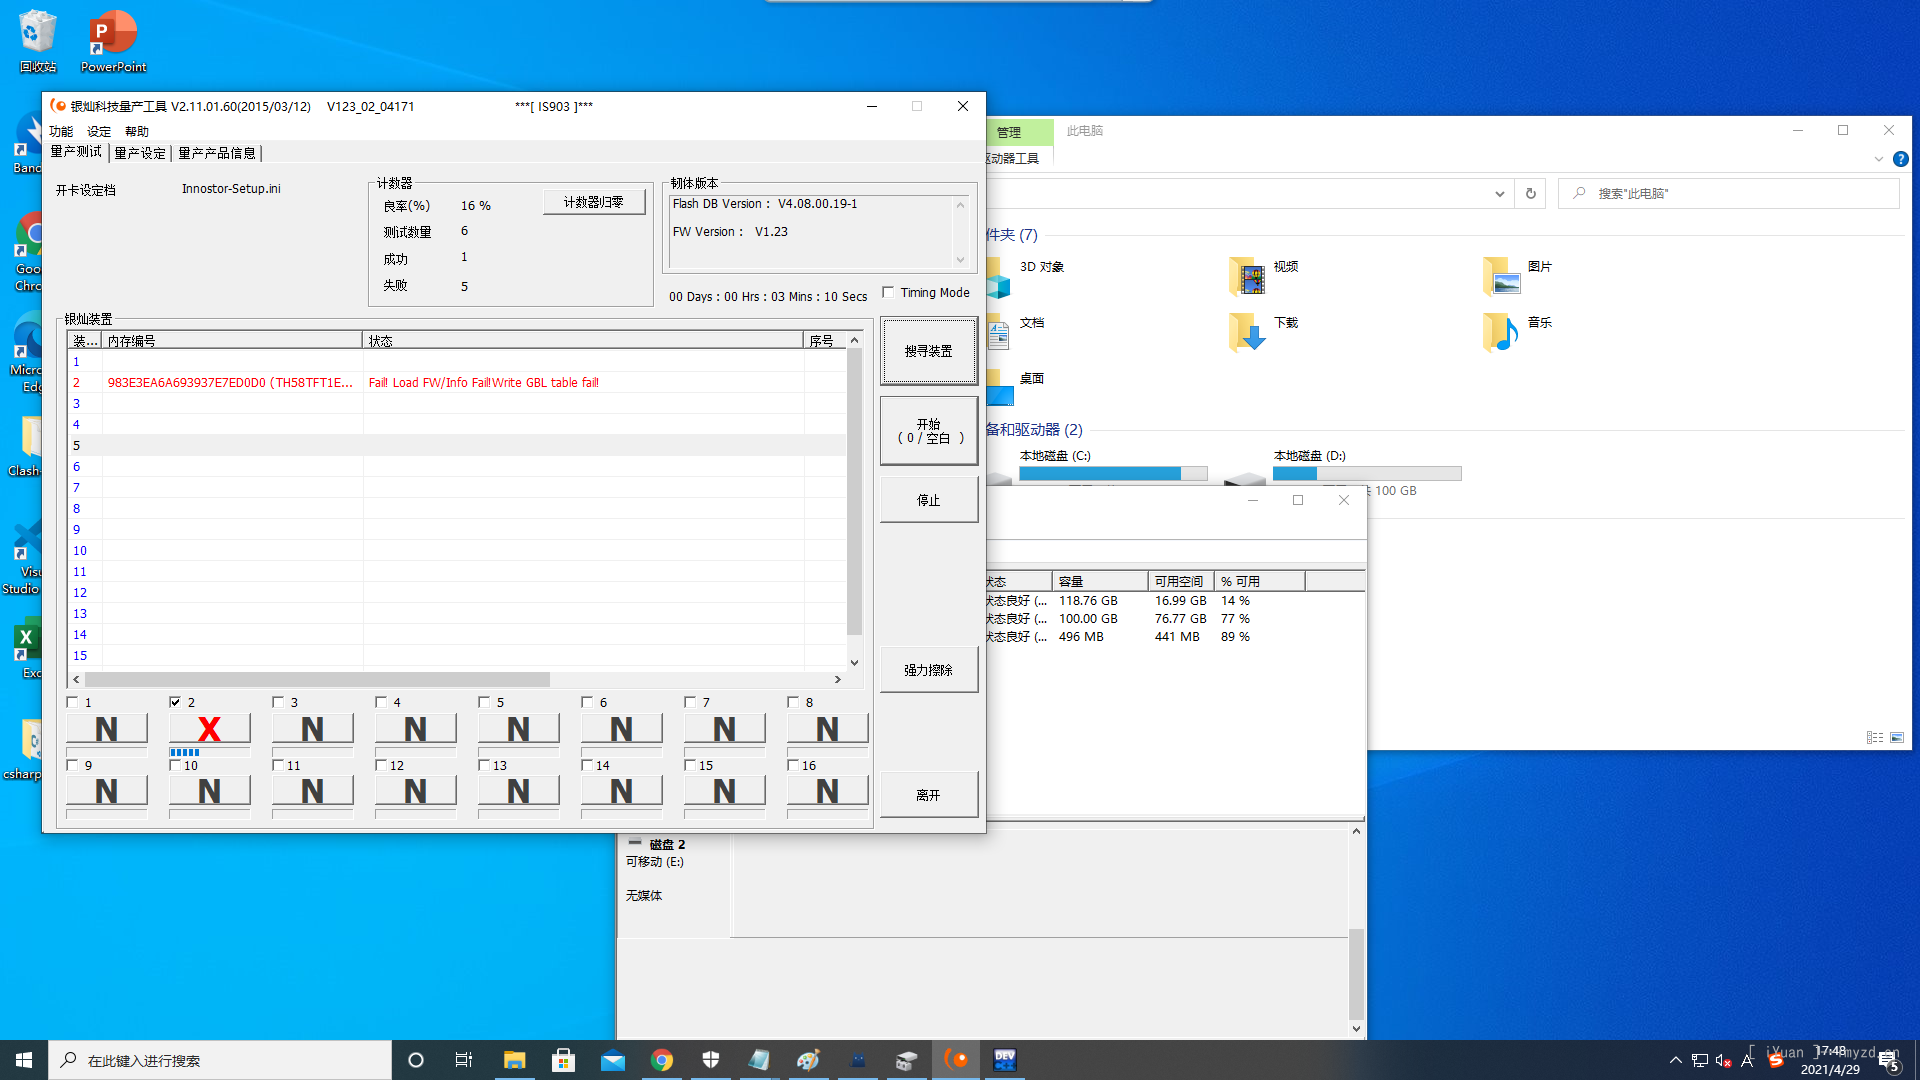 回收站
PowerPoint
银灿科技量产工具 V2.11.01.60(2015/03/12) V123_02_04171 ***[ IS903 ]***
功能 设定 帮助
量产测试 量产设定 量产产品信息
开卡设定档 Innostor-Setup.ini
计数器
良率(%) 16 %
计数器归零
测试数量 6
成功 1
失败 5
韧体版本
Flash DB Version： V4.08.00.19-1
FW Version： V1.23
00 Days : 00 Hrs : 03 Mins : 10 Secs
Timing Mode
银灿装置
装... 内存编号 状态 序号
1
2 983E3EA6A693937E7ED0D0 (TH58TFT1E... Fail! Load FW/Info Fail!Write GBL table fail!
3
4
5
6
7
8
9
10
11
12
13
14
15
搜寻装置
开始
( 0 / 空白 )
停止
强力擦除
离开
1 2 3 4 5 6 7 8
N X N N N N N N
9 10 11 12 13 14 15 16
N N N N N N N N
管理 此电脑
动器工具
搜索"此电脑"
件夹 (7)
3D 对象 视频 图片
文档 下载 音乐
桌面
备和驱动器 (2)
本地磁盘 (C:) 本地磁盘 (D:)
100 GB
状态 容量 可用空间 % 可用
状态良好 (... 118.76 GB 16.99 GB 14 %
状态良好 (... 100.00 GB 76.77 GB 77 %
状态良好 (... 496 MB 441 MB 89 %
磁盘 2
可移动 (E:)
无媒体
Band
Goo
Chrc
Micro
Edg
Clash-
Visu
Studio
X
Exc
csharp
在此键入进行搜索
DEV
A
17:48
2021/4/29
5
[ iYuan ]